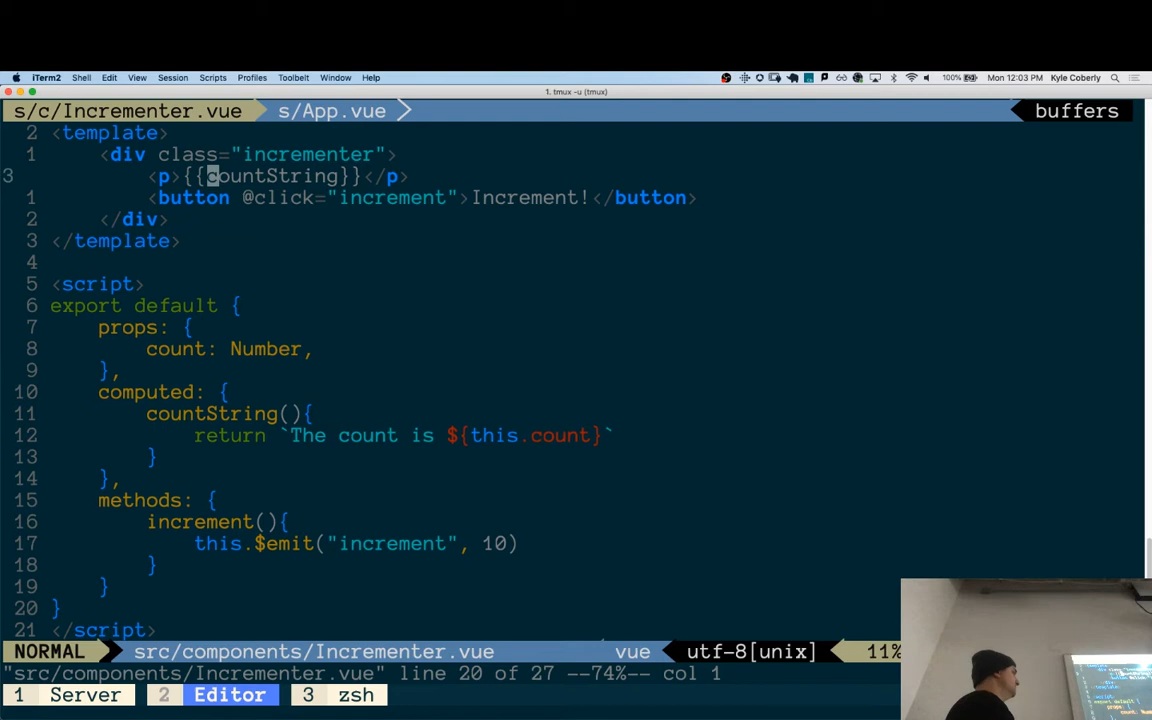 iTerm2 Shell Edit View Session Scripts Profiles Toolbelt Window Help 100% Mon 12:03 PM Kyle Coberly
1. tmux -u (tmux)
s/c/Incrementer.vue s/App.vue buffers
2 <template>
1 <div class="incrementer">
3 <p>{{countString}}</p>
1 <button @click="increment">Increment!</button>
2 </div>
3 </template>
4
5 <script>
6 export default {
7 props: {
8 count: Number,
9 },
10 computed: {
11 countString(){
12 return `The count is ${this.count}`
13 }
14 },
15 methods: {
16 increment(){
17 this.$emit("increment", 10)
18 }
19 }
20 }
21 </script>
NORMAL src/components/Incrementer.vue vue utf-8[unix] 11%
"src/components/Incrementer.vue" line 20 of 27 --74%-- col 1
1 Server 2 Editor 3 zsh